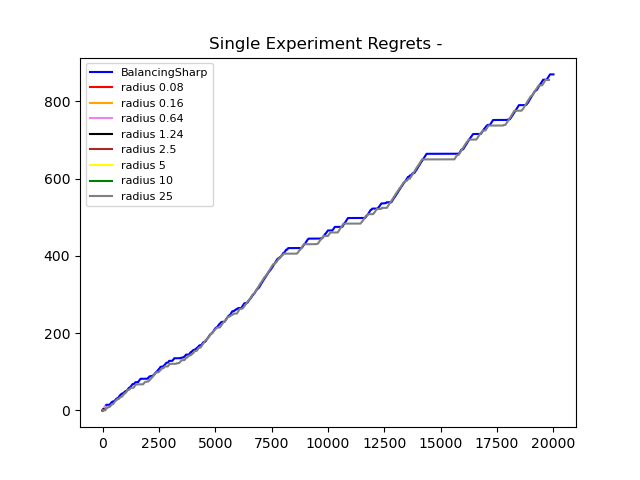 Single Experiment Regrets -
BalancingSharp
radius 0.08
radius 0.16
radius 0.64
radius 1.24
radius 2.5
radius 5
radius 10
radius 25
800
600
400
200
0
0 2500 5000 7500 10000 12500 15000 17500 20000